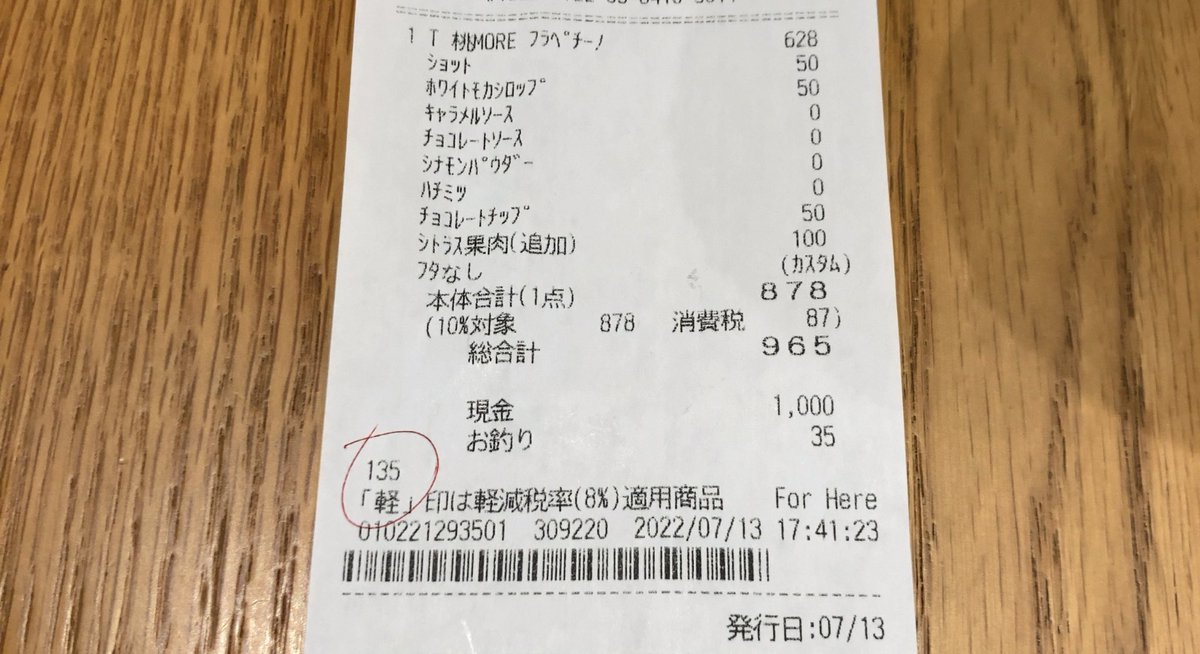 1 T 桃MORE フラペチーノ 628
ショット 50
ホワイトモカシロップ 50
キャラメルソース 0
チョコレートソース 0
シナモンパウダー 0
ハチミツ 0
チョコレートチップ 50
シトラス果肉(追加) 100
フタなし (カスタム)
本体合計(1点) 878
(10%対象 878 消費税 87)
総合計 965
現金 1,000
お釣り 35
135
「軽」印は軽減税率(8%)適用商品 For Here
010221293501 309220 2022/07/13 17:41:23
発行日:07/13